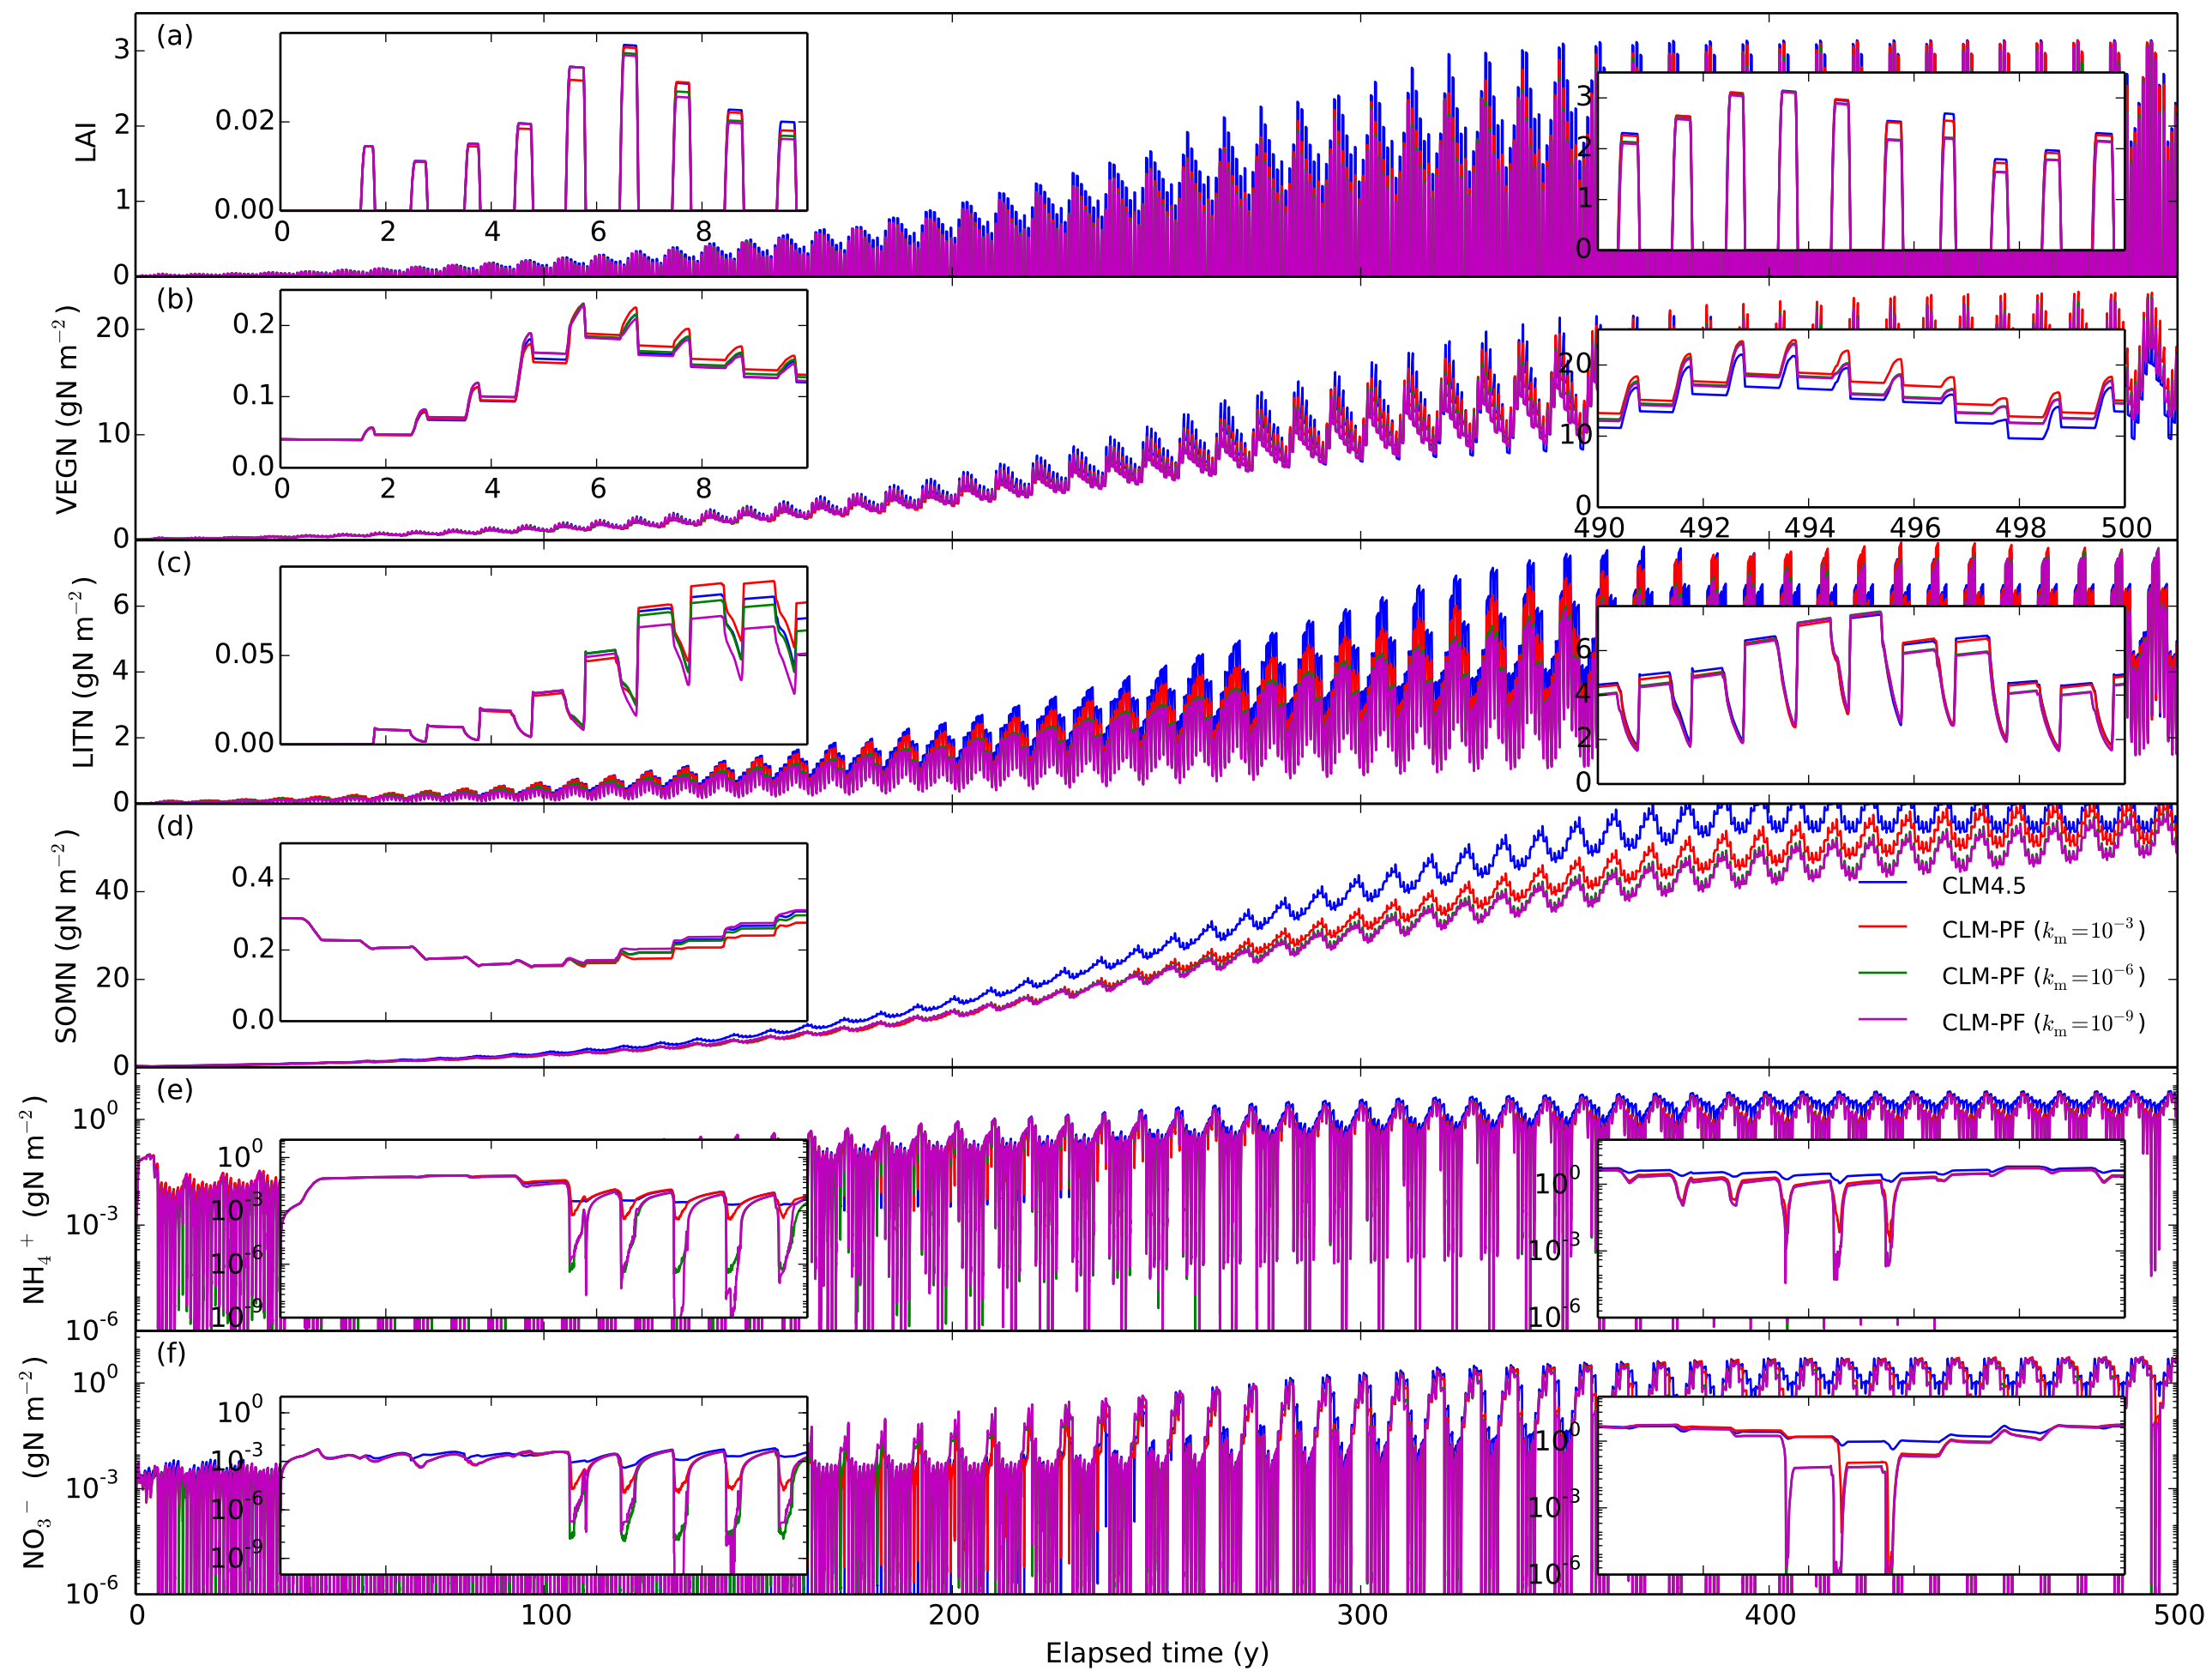 (a)
LAI
3
2
1
0
0.02
0.00
0 2 4 6 8
3
2
1
0
(b)
VEGN (gN m⁻²)
20
10
0
0.2
0.1
0.0
0 2 4 6 8
20
10
0
490 492 494 496 498 500
(c)
LITN (gN m⁻²)
6
4
2
0
0.05
0.00
6
4
2
0
(d)
SOMN (gN m⁻²)
40
20
0
0.4
0.2
0.0
CLM4.5
CLM-PF (kₘ=10⁻³)
CLM-PF (kₘ=10⁻⁶)
CLM-PF (kₘ=10⁻⁹)
(e)
NH₄⁺ (gN m⁻²)
10⁰
10⁻³
10⁻⁶
10⁰
10⁻³
10⁻⁶
10⁻⁹
10⁰
10⁻³
10⁻⁶
(f)
NO₃⁻ (gN m⁻²)
10⁰
10⁻³
10⁻⁶
10⁰
10⁻³
10⁻⁶
10⁻⁹
10⁰
10⁻³
10⁻⁶
0 100 200 300 400 500
Elapsed time (y)